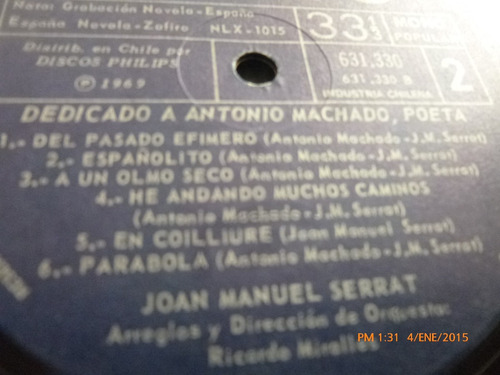 Nota: Grabación Novola-España
España Novola-Zafiro NLX-1015
Distrib. en Chile por
DISCOS PHILIPS
Ⓟ 1969
33 1/3
MONO
POPULAR
631.330
631 330 B
INDUSTRIA CHILENA
2
DEDICADO A ANTONIO MACHADO, POETA
1.- DEL PASADO EFIMERO (Antonio Machado-J.M. Serrat)
2.- ESPAÑOLITO (Antonio Machado-J.M. Serrat)
3.- A UN OLMO SECO (Antonio Machado-J.M. Serrat)
4.- HE ANDANDO MUCHOS CAMINOS
(Antonio Machado-J.M. Serrat)
5.- EN COILLIURE (Joan Manuel Serrat)
6.- PARABOLA (Antonio Machado-J.M. Serrat)
JOAN MANUEL SERRAT
Arreglos y Dirección de Orquesta:
Ricardo Miralles
PM 1:31 4/ENE/2015